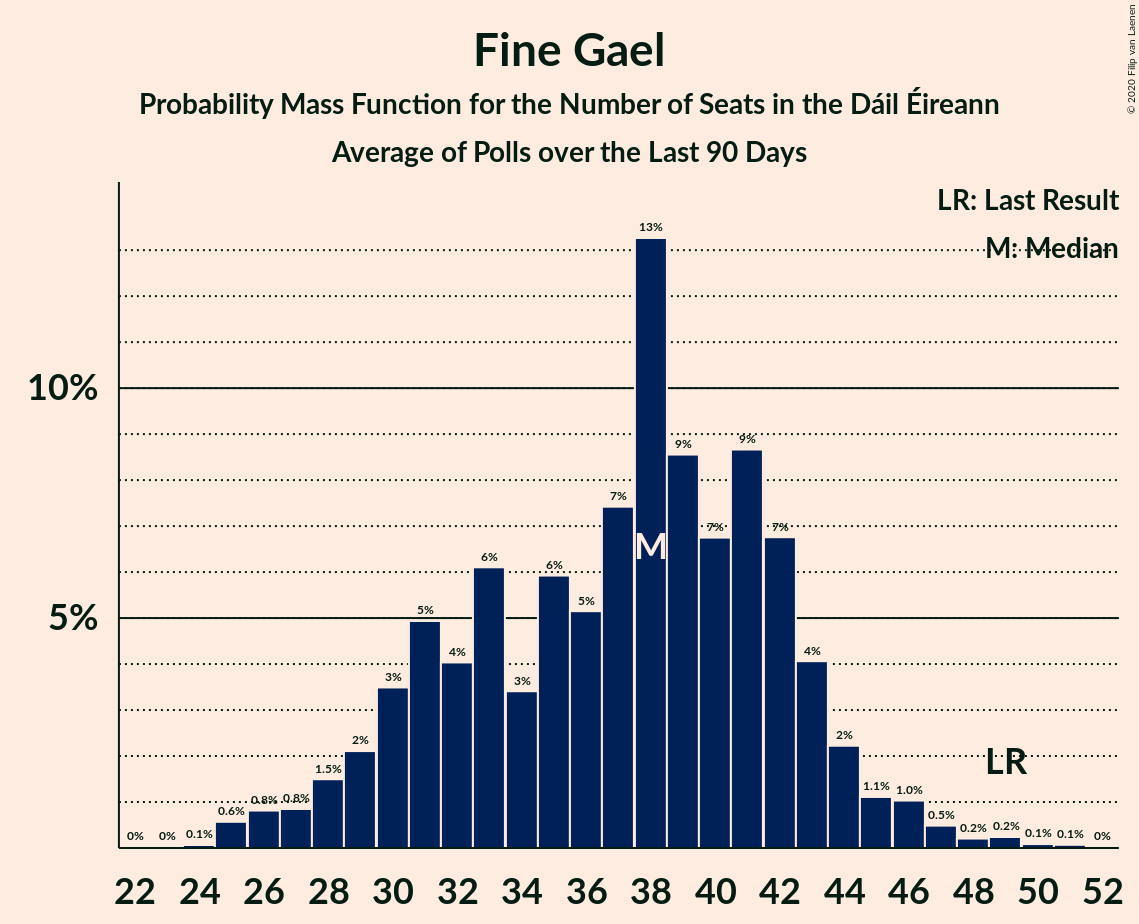 Fine Gael
Probability Mass Function for the Number of Seats in the Dáil Éireann
Average of Polls over the Last 90 Days
© 2020 Filip van Laenen
LR: Last Result
M: Median
10%
5%
0% 0% 0.1% 0.6% 0.8% 0.8% 1.5% 2% 3% 5% 4% 6% 3% 6% 5% 7% 13% 9% 7% 9% 7% 4% 2% 1.1% 1.0% 0.5% 0.2% 0.2% 0.1% 0.1% 0%
M
LR
22 24 26 28 30 32 34 36 38 40 42 44 46 48 50 52